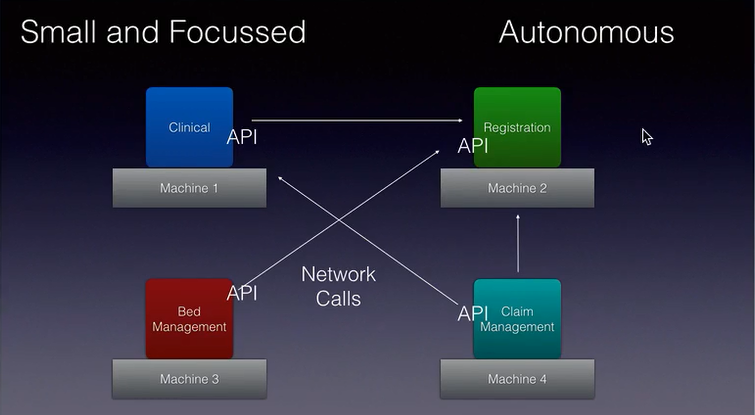 Small and Focussed
Autonomous
Clinical
API
Registration
API
Machine 1
Machine 2
Network
Calls
Bed
Management
API
Claim
Management
API
Machine 3
Machine 4